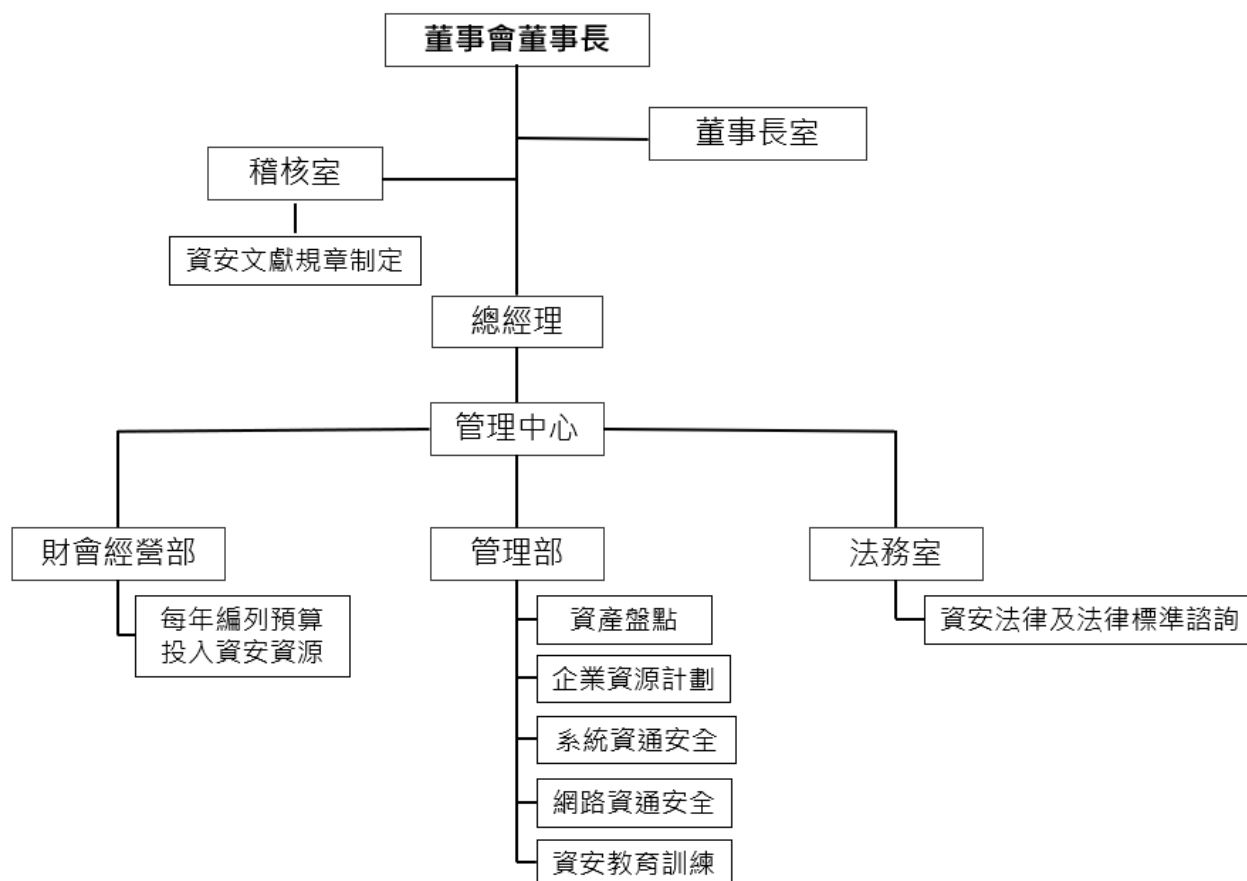 董事會董事長
董事長室
稽核室
資安文獻規章制定
總經理
管理中心
財會經營部
管理部
法務室
每年編列預算
投入資安資源
資產盤點
資安法律及法律標準諮詢
企業資源計劃
系統資通安全
網路資通安全
資安教育訓練